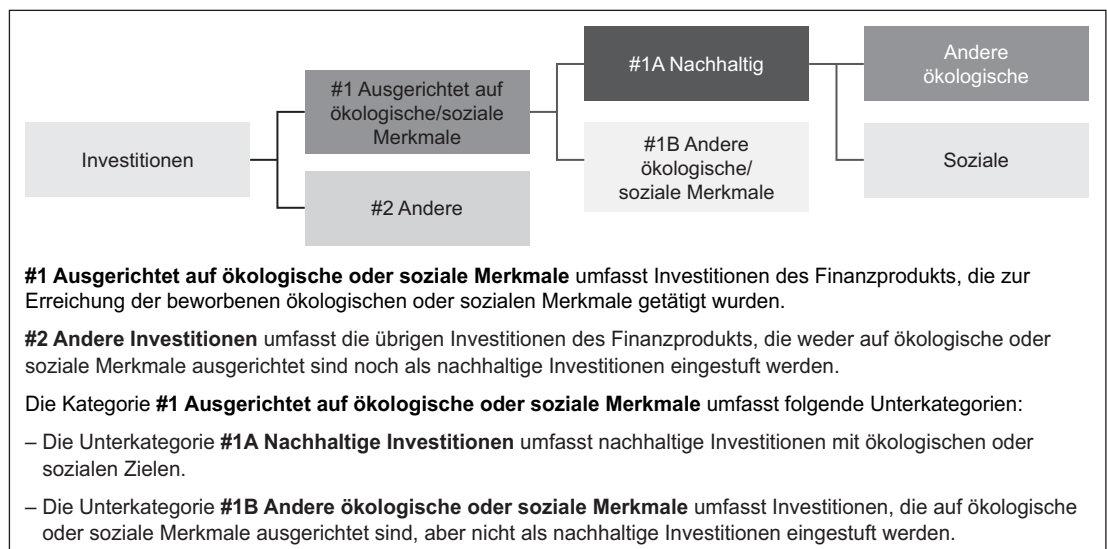 Investitionen
#1 Ausgerichtet auf
ökologische/soziale
Merkmale
#2 Andere
#1A Nachhaltig
#1B Andere
ökologische/
soziale Merkmale
Andere
ökologische
Soziale
#1 Ausgerichtet auf ökologische oder soziale Merkmale umfasst Investitionen des Finanzprodukts, die zur
Erreichung der beworbenen ökologischen oder sozialen Merkmale getätigt wurden.
#2 Andere Investitionen umfasst die übrigen Investitionen des Finanzprodukts, die weder auf ökologische oder
soziale Merkmale ausgerichtet sind noch als nachhaltige Investitionen eingestuft werden.
Die Kategorie #1 Ausgerichtet auf ökologische oder soziale Merkmale umfasst folgende Unterkategorien:
– Die Unterkategorie #1A Nachhaltige Investitionen umfasst nachhaltige Investitionen mit ökologischen oder
sozialen Zielen.
– Die Unterkategorie #1B Andere ökologische oder soziale Merkmale umfasst Investitionen, die auf ökologische
oder soziale Merkmale ausgerichtet sind, aber nicht als nachhaltige Investitionen eingestuft werden.